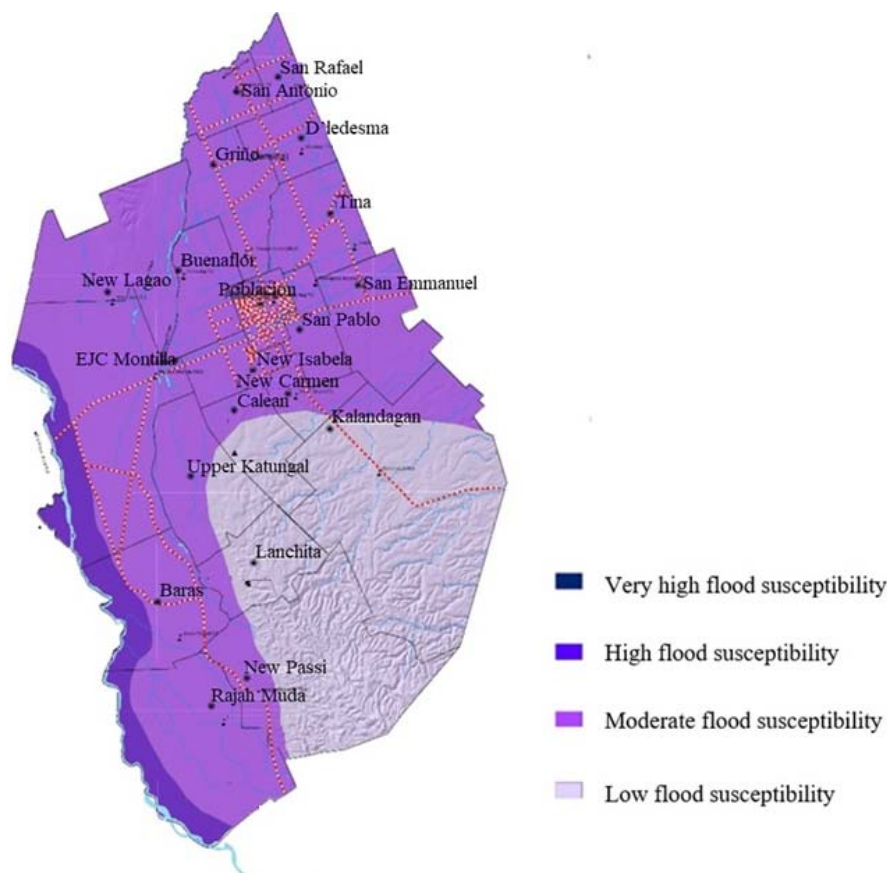 San Rafael
San Antonio
D'ledesma
Griño
Tina
Buenaflor
New Lagao
San Emmanuel
Poblacion
San Pablo
EJC Montilla
New Isabela
New Carmen
Calean
Kalandagan
Upper Katungal
Lanchita
Baras
New Passi
Rajah Muda
Very high flood susceptibility
High flood susceptibility
Moderate flood susceptibility
Low flood susceptibility